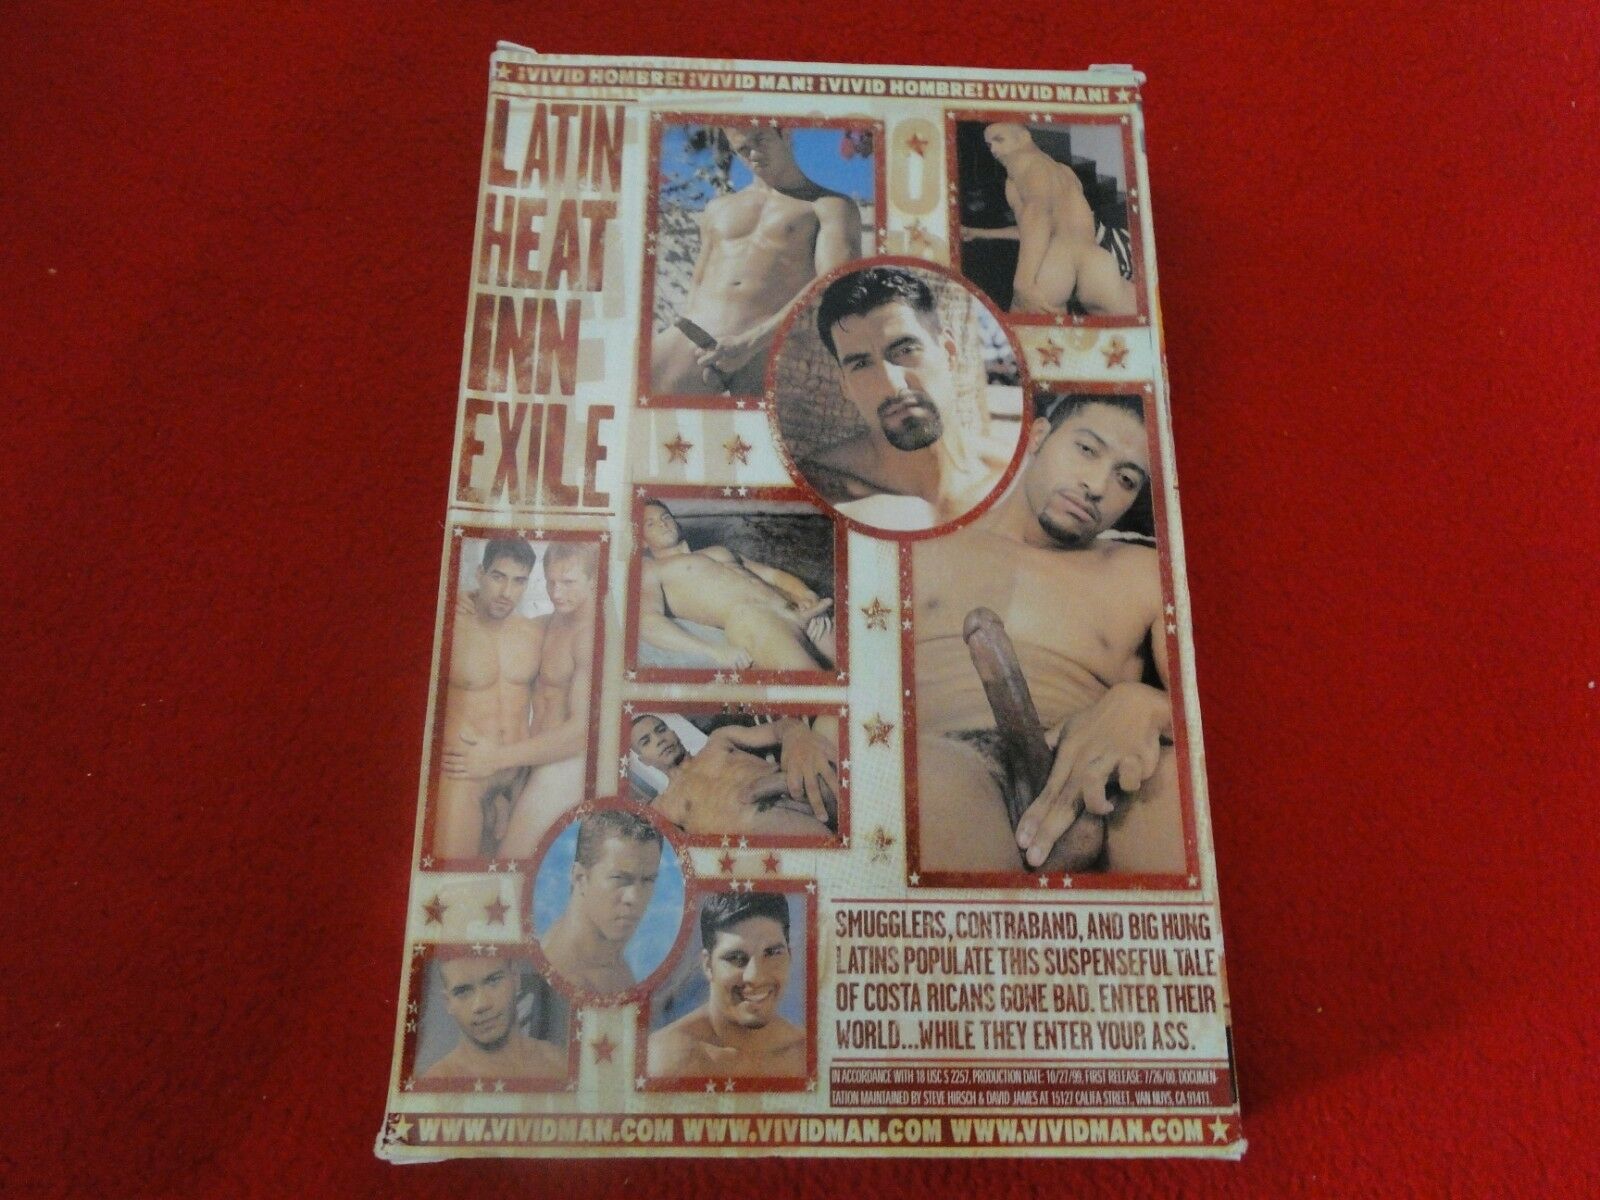 ¡VIVID HOMBRE! ¡VIVID MAN! ¡VIVID HOMBRE! ¡VIVID MAN!
LATIN
HEAT
INN
EXILE
SMUGGLERS, CONTRABAND, AND BIG HUNG
LATINS POPULATE THIS SUSPENSEFUL TALE
OF COSTA RICANS GONE BAD. ENTER THEIR
WORLD...WHILE THEY ENTER YOUR ASS.
IN ACCORDANCE WITH 18 USC S 2257, PRODUCTION DATE: 10/27/99, FIRST RELEASE: 7/26/00, DOCUMEN-
TATION MAINTAINED BY STEVE HIRSCH & DAVID JAMES AT 15127 CALIFA STREET., VAN NUYS, CA 91411.
WWW.VIVIDMAN.COM WWW.VIVIDMAN.COM WWW.VIVIDMAN.COM